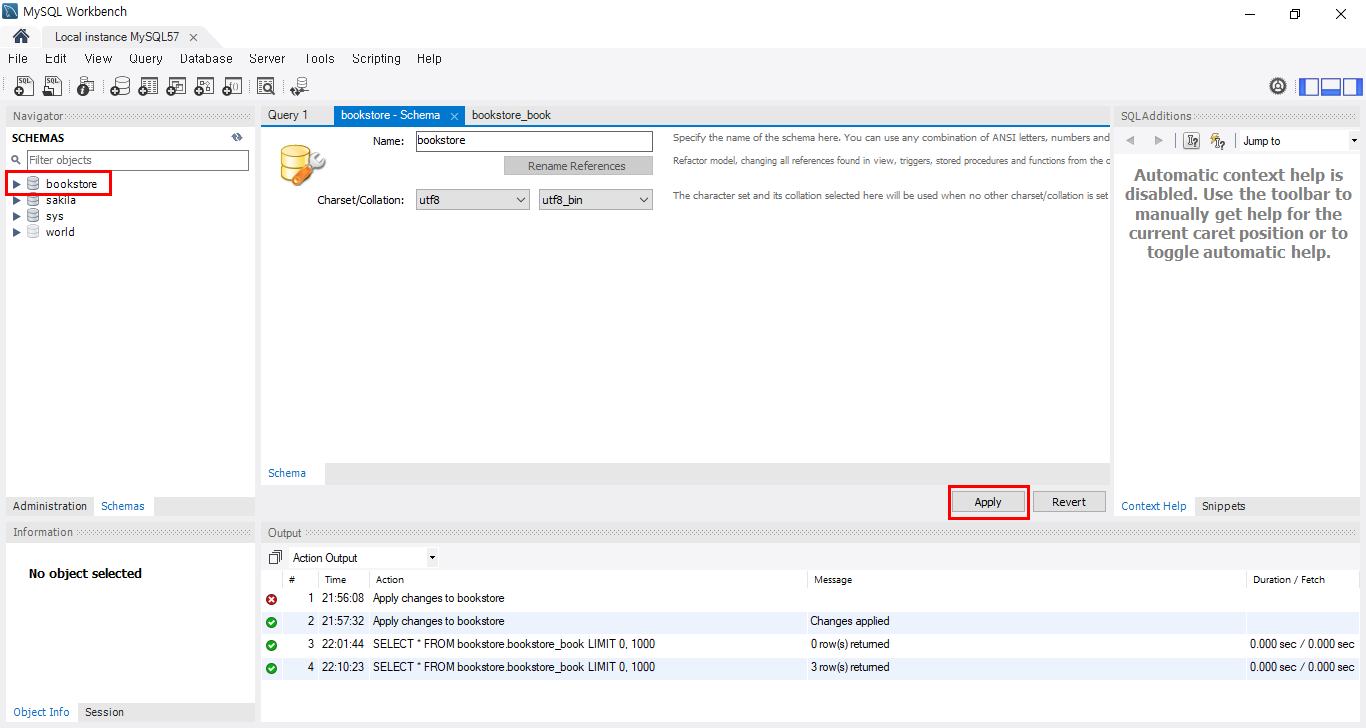 MySQL Workbench
Local instance MySQL57
File Edit View Query Database Server Tools Scripting Help
Navigator
SCHEMAS
Filter objects
bookstore
sakila
sys
world
Administration Schemas
Information
No object selected
Object Info Session
Query 1 bookstore - Schema bookstore_book
Name: bookstore
Specify the name of the schema here. You can use any combination of ANSI letters, numbers and
Rename References
Refactor model, changing all references found in view, triggers, stored procedures and functions from the o
Charset/Collation: utf8 utf8_bin
The character set and its collation selected here will be used when no other charset/collation is set
Schema
Apply Revert
SQLAdditions
Jump to
Automatic context help is
disabled. Use the toolbar to
manually get help for the
current caret position or to
toggle automatic help.
Context Help Snippets
Output
Action Output
# Time Action Message Duration / Fetch
1 21:56:08 Apply changes to bookstore
2 21:57:32 Apply changes to bookstore Changes applied
3 22:01:44 SELECT * FROM bookstore.bookstore_book LIMIT 0, 1000 0 row(s) returned 0.000 sec / 0.000 sec
4 22:10:23 SELECT * FROM bookstore.bookstore_book LIMIT 0, 1000 3 row(s) returned 0.000 sec / 0.000 sec